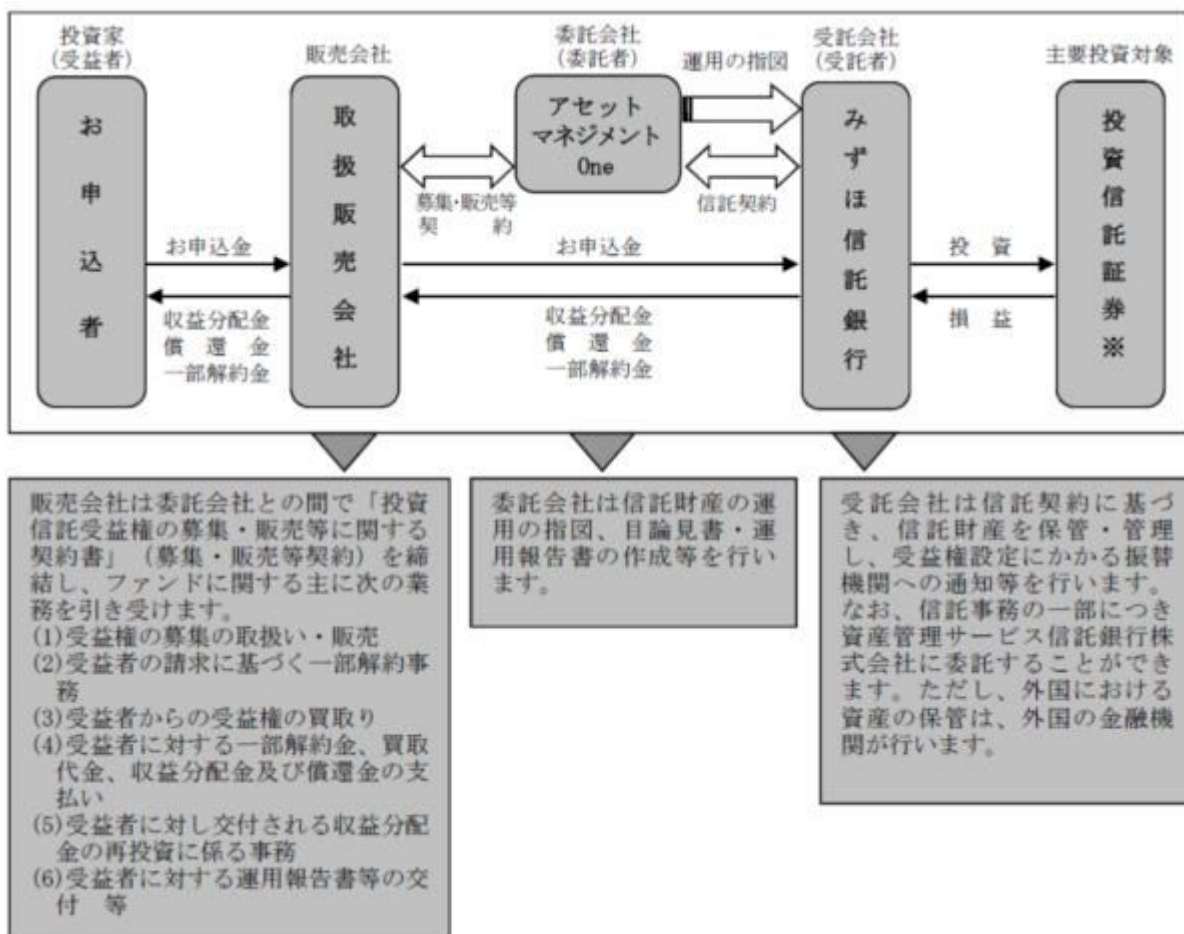 投資家
(受益者)
販売会社
委託会社
(委託者)
運用の指図
受託会社
(受託者)
主要投資対象
お申込者
取扱販売会社
アセット
マネジメント
One
みずほ信託銀行
投資信託証券※
募集・販売等
契　　約
信託契約
お申込金
お申込金
投　資
収益分配金
償　還　金
一部解約金
収益分配金
償　還　金
一部解約金
損　益
販売会社は委託会社との間で「投資
信託受益権の募集・販売等に関する
契約書」（募集・販売等契約）を締
結し、ファンドに関する主に次の業
務を引き受けます。
(1)受益権の募集の取扱い・販売
(2)受益者の請求に基づく一部解約事
務
(3)受益者からの受益権の買取り
(4)受益者に対する一部解約金、買取
代金、収益分配金及び償還金の支
払い
(5)受益者に対し交付される収益分配
金の再投資に係る事務
(6)受益者に対する運用報告書等の交
付　等
委託会社は信託財産の運
用の指図、目論見書・運
用報告書の作成等を行い
ます。
受託会社は信託契約に基づ
き、信託財産を保管・管理
し、受益権設定にかかる振替
機関への通知等を行います。
なお、信託事務の一部につき
資産管理サービス信託銀行株
式会社に委託することができ
ます。ただし、外国における
資産の保管は、外国の金融機
関が行います。